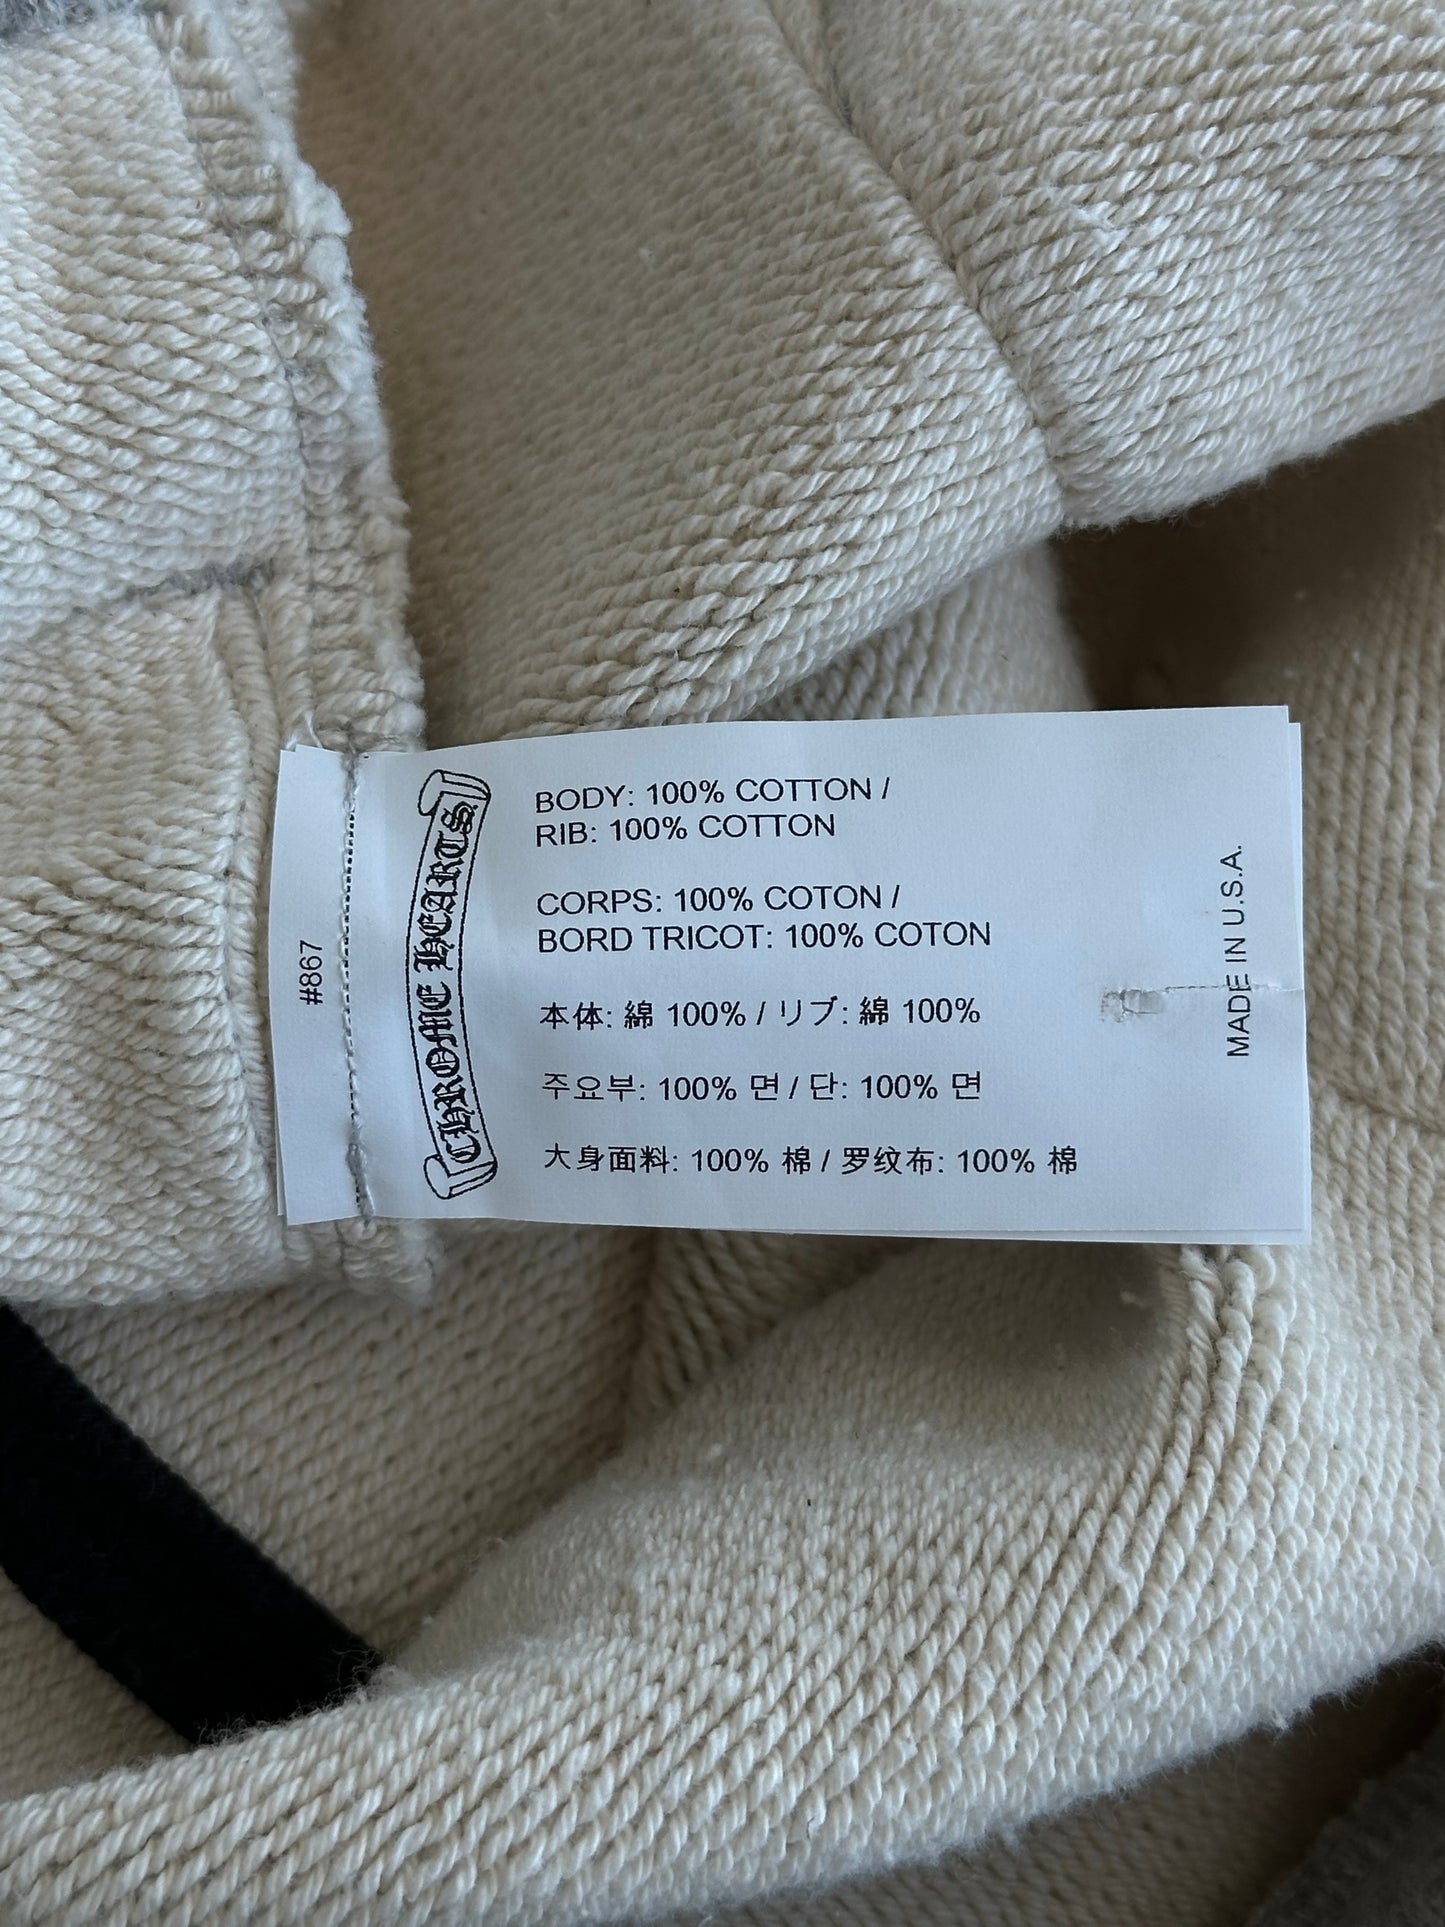 #867
CHROME HEARTS
BODY: 100% COTTON /
RIB: 100% COTTON
CORPS: 100% COTON /
BORD TRICOT: 100% COTON
本体: 綿 100% / リブ: 綿 100%
주요부: 100% 면 / 단: 100% 면
大身面料: 100% 棉 / 罗纹布: 100% 棉
MADE IN U.S.A.